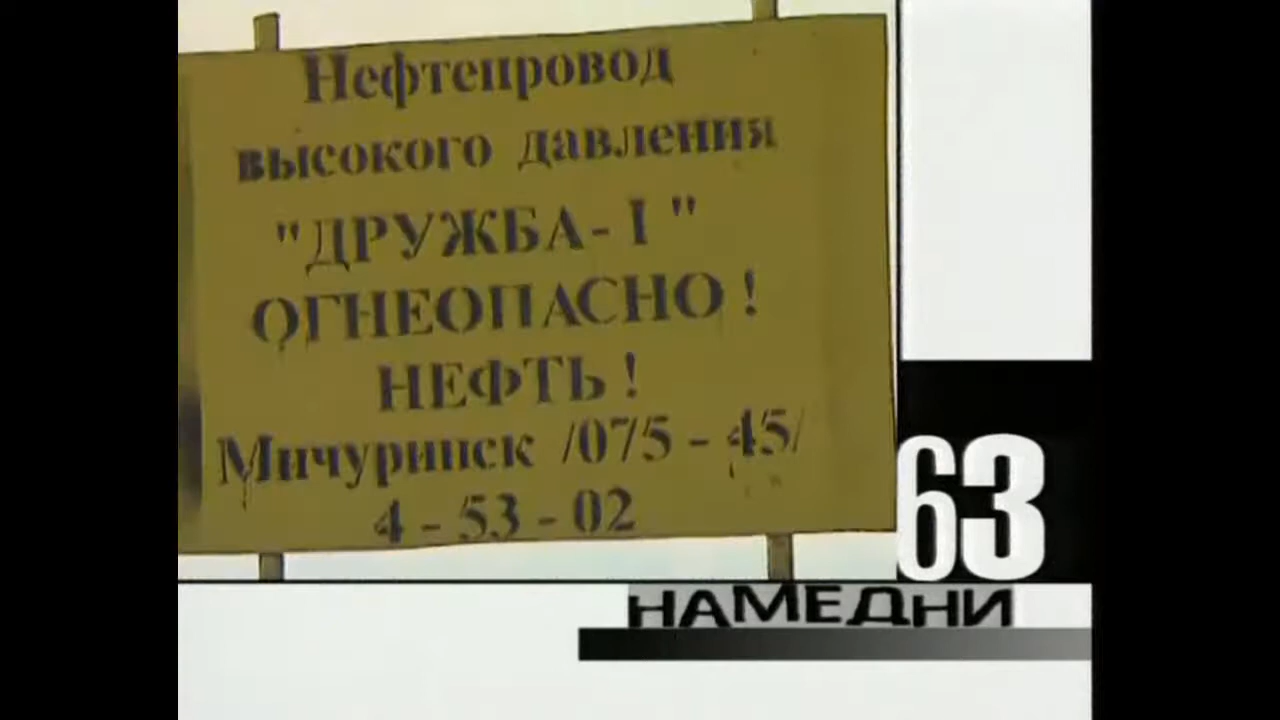 Нефтепровод
высокого давления
"ДРУЖБА-I"
ОГНЕОПАСНО!
НЕФТЬ!
Мичуринск /075-45/
4-53-02
63
НАМЕДНИ